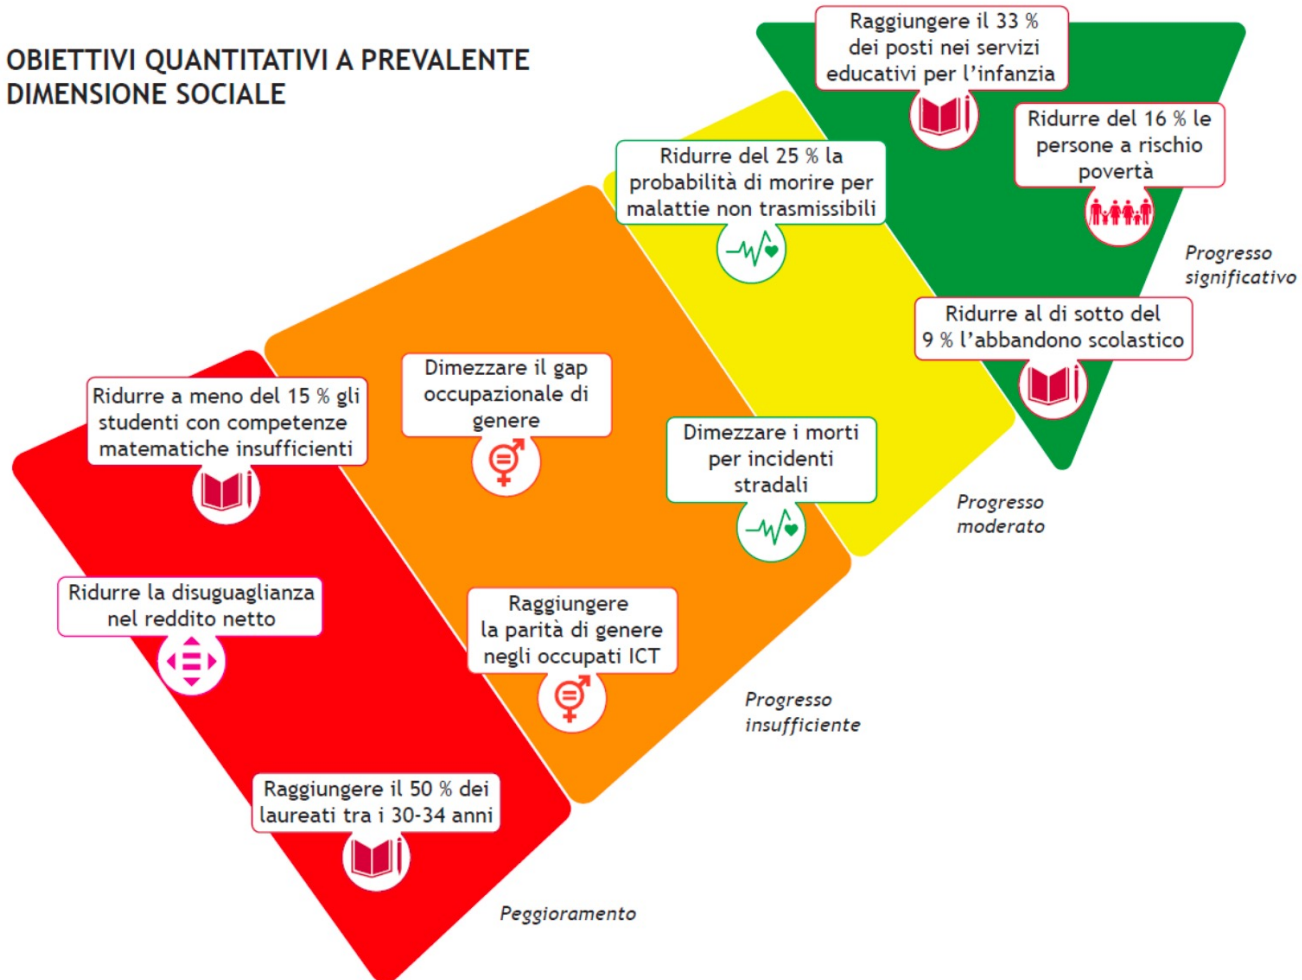 OBIETTIVI QUANTITATIVI A PREVALENTE
DIMENSIONE SOCIALE
Raggiungere il 33 %
dei posti nei servizi
educativi per l'infanzia
Ridurre del 16 % le
persone a rischio
povertà
Ridurre del 25 % la
probabilità di morire per
malattie non trasmissibili
Progresso
significativo
Ridurre al di sotto del
9 % l'abbandono scolastico
Dimezzare il gap
occupazionale di
genere
Ridurre a meno del 15 % gli
studenti con competenze
matematiche insufficienti
Dimezzare i morti
per incidenti
stradali
Progresso
moderato
Ridurre la disuguaglianza
nel reddito netto
Raggiungere
la parità di genere
negli occupati ICT
Progresso
insufficiente
Raggiungere il 50 % dei
laureati tra i 30-34 anni
Peggioramento